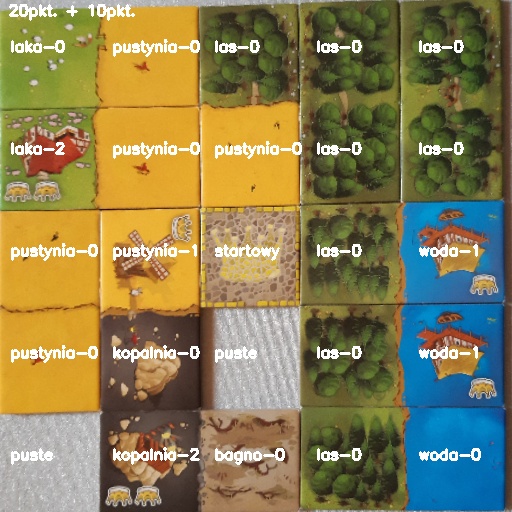 20pkt. + 10pkt.
laka-0 pustynia-0 las-0 las-0 las-0
laka-2 pustynia-0 pustynia-0 las-0 las-0
pustynia-0 pustynia-1 startowy las-0 woda-1
pustynia-0 kopalnia-0 puste las-0 woda-1
puste kopalnia-2 bagno-0 las-0 woda-0